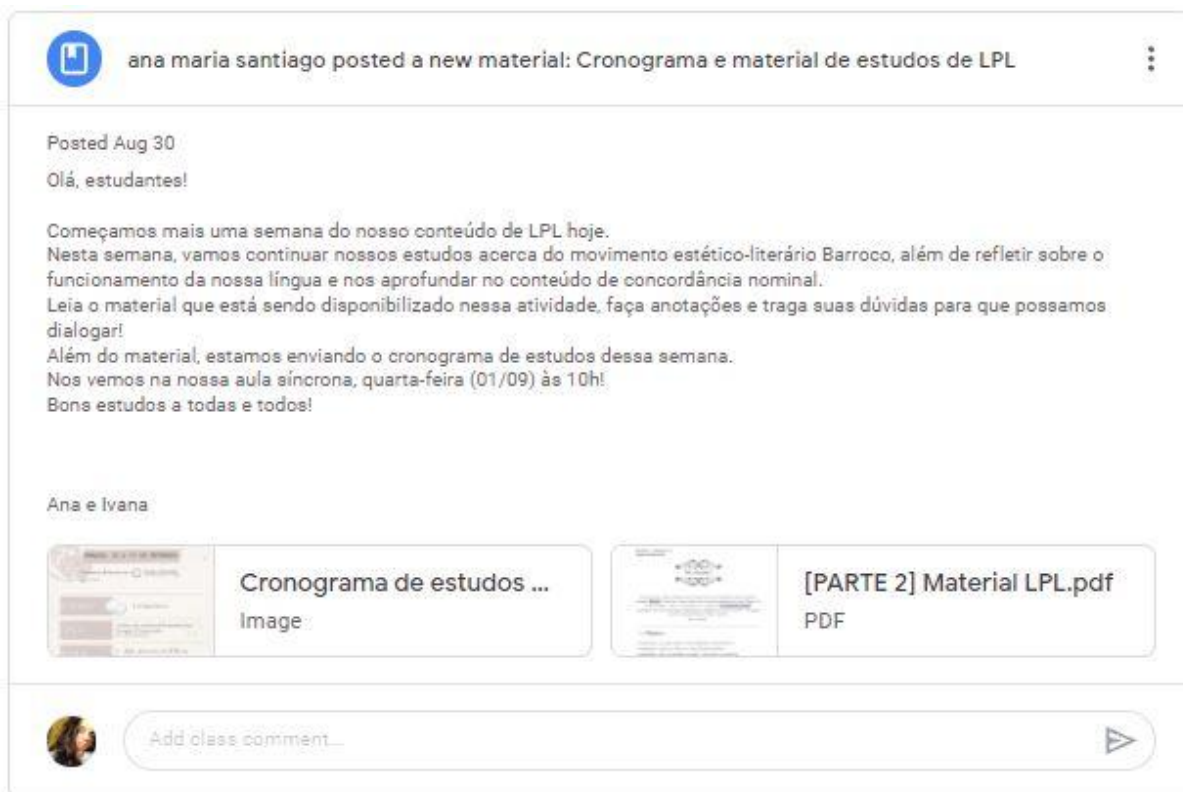 ana maria santiago posted a new material: Cronograma e material de estudos de LPL
Posted Aug 30
Olá, estudantes!
Começamos mais uma semana do nosso conteúdo de LPL hoje.
Nesta semana, vamos continuar nossos estudos acerca do movimento estético-literário Barroco, além de refletir sobre o
funcionamento da nossa língua e nos aprofundar no conteúdo de concordância nominal.
Leia o material que está sendo disponibilizado nessa atividade, faça anotações e traga suas dúvidas para que possamos
dialogar!
Além do material, estamos enviando o cronograma de estudos dessa semana.
Nos vemos na nossa aula síncrona, quarta-feira (01/09) às 10h!
Bons estudos a todas e todos!
Ana e Ivana
Cronograma de estudos ...
Image
[PARTE 2] Material LPL.pdf
PDF
Add class comment...